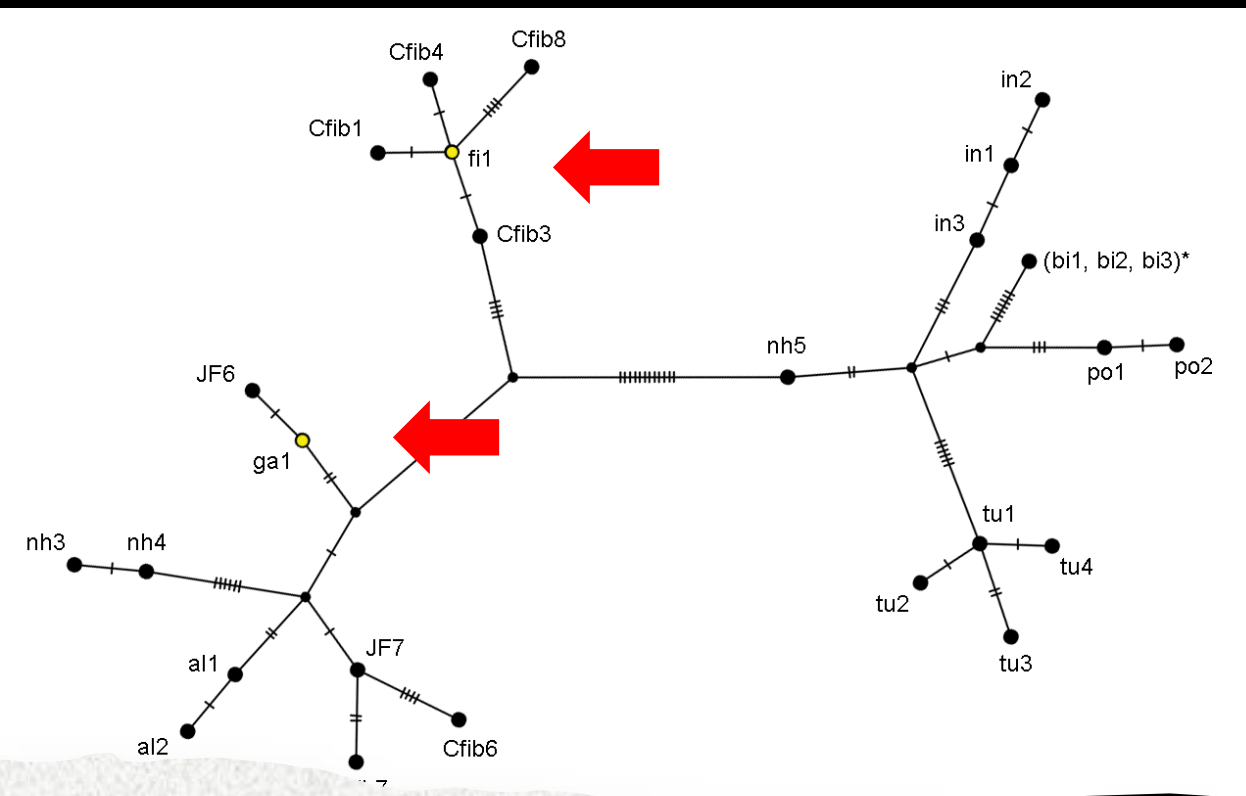 Cfib8
Cfib4
in2
Cfib1
fi1
in1
in3
Cfib3
(bi1, bi2, bi3)*
nh5
JF6
po1
po2
ga1
tu1
nh3
nh4
tu4
tu2
JF7
al1
tu3
al2
Cfib6